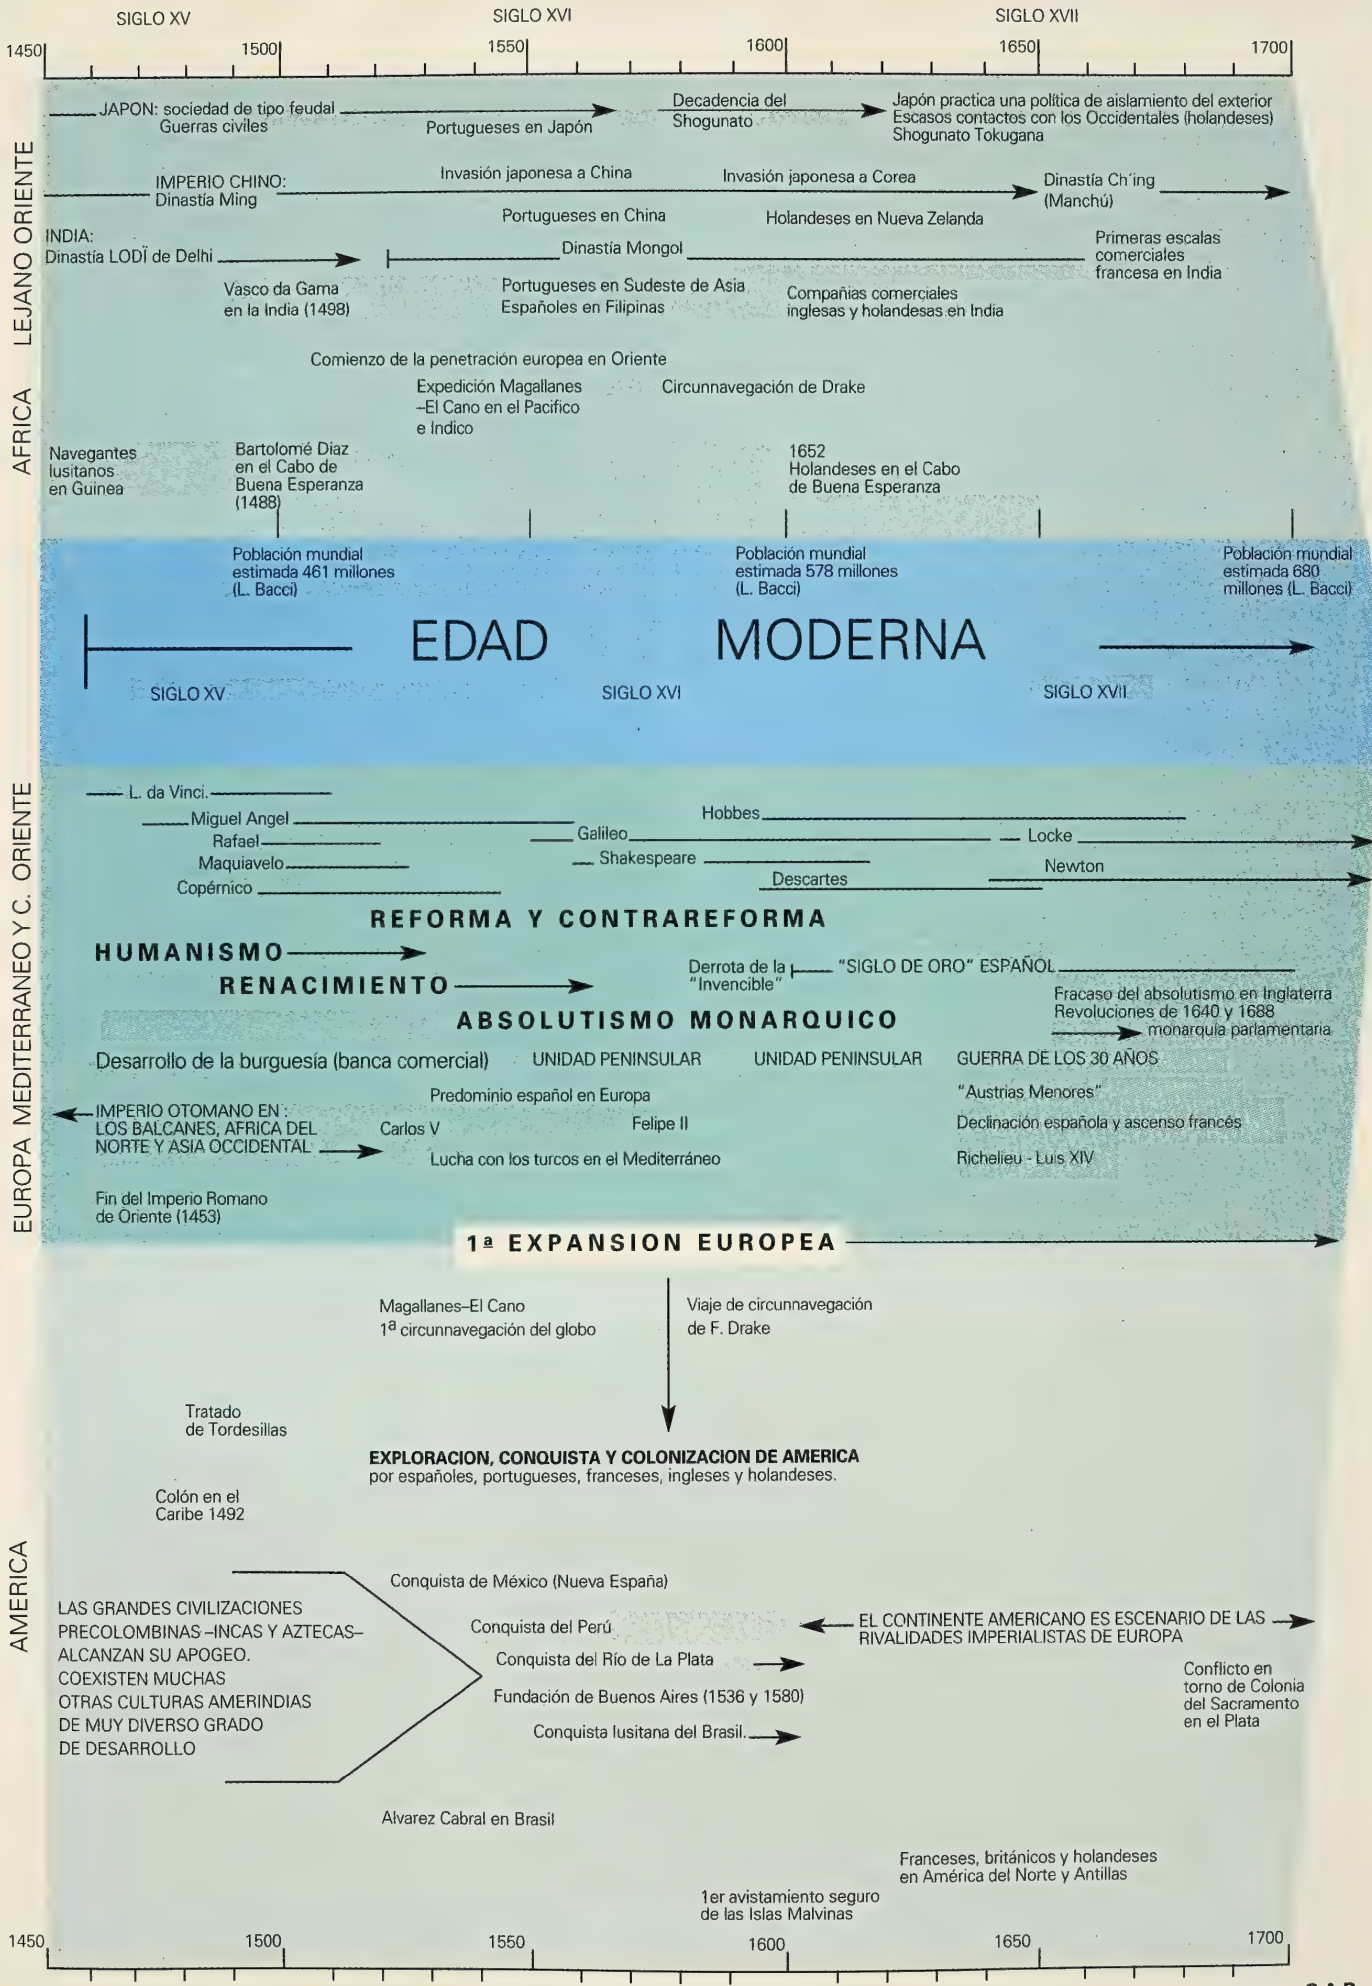 SIGLO XV SIGLO XVI SIGLO XVII
1450 1500 1550 1600 1650 1700
LEJANO ORIENTE
JAPON: sociedad de tipo feudal
Guerras civiles
Portugueses en Japón
Decadencia del
Shogunato
Japón practica una política de aislamiento del exterior
Escasos contactos con los Occidentales (holandeses)
Shogunato Tokugana
IMPERIO CHINO:
Dinastía Ming
Invasión japonesa a China
Invasión japonesa a Corea
Dinastía Ch´ing
(Manchú)
Portugueses en China
Holandeses en Nueva Zelanda
INDIA:
Dinastía LODÏ de Delhi
Dinastía Mongol
Primeras escalas
comerciales
francesa en India
Vasco da Gama
en la India (1498)
Portugueses en Sudeste de Asia
Españoles en Filipinas
Compañias comerciales
inglesas y holandesas en India
Comienzo de la penetración europea en Oriente
Expedición Magallanes
–El Cano en el Pacifico
e Indico
Circunnavegación de Drake
AFRICA
Navegantes
lusitanos
en Guinea
Bartolomé Diaz
en el Cabo de
Buena Esperanza
(1488)
1652
Holandeses en el Cabo
de Buena Esperanza
Población mundial
estimada 461 millones
(L. Bacci)
Población mundial
estimada 578 millones
(L. Bacci)
Población mundial
estimada 680
millones (L. Bacci)
EDAD MODERNA
SIGLO XV SIGLO XVI SIGLO XVII
EUROPA MEDITERRANEO Y C. ORIENTE
L. da Vinci.
Miguel Angel
Hobbes
Rafael
Galileo
Locke
Maquiavelo
Shakespeare
Newton
Copérnico
Descartes
REFORMA Y CONTRAREFORMA
HUMANISMO
RENACIMIENTO
Derrota de la
"Invencible"
"SIGLO DE ORO" ESPAÑOL
ABSOLUTISMO MONARQUICO
Fracaso del absolutismo en Inglaterra
Revoluciones de 1640 y 1688
monarquía parlamentaria
Desarrollo de la burguesía (banca comercial)
UNIDAD PENINSULAR
UNIDAD PENINSULAR
GUERRA DE LOS 30 AÑOS
Predominio español en Europa
"Austrias Menores"
IMPERIO OTOMANO EN :
LOS BALCANES, AFRICA DEL
NORTE Y ASIA OCCIDENTAL
Carlos V
Felipe II
Declinación española y ascenso francés
Lucha con los turcos en el Mediterráneo
Richelieu - Luis XIV
Fin del Imperio Romano
de Oriente (1453)
1ª EXPANSION EUROPEA
Magallanes–El Cano
1ª circunnavegación del globo
Viaje de circunnavegación
de F. Drake
AMERICA
Tratado
de Tordesillas
EXPLORACION, CONQUISTA Y COLONIZACION DE AMERICA
por españoles, portugueses, franceses, ingleses y holandeses.
Colón en el
Caribe 1492
LAS GRANDES CIVILIZACIONES
PRECOLOMBINAS –INCAS Y AZTECAS–
ALCANZAN SU APOGEO.
COEXISTEN MUCHAS
OTRAS CULTURAS AMERINDIAS
DE MUY DIVERSO GRADO
DE DESARROLLO
Conquista de México (Nueva España)
Conquista del Perú
Conquista del Río de La Plata
Fundación de Buenos Aires (1536 y 1580)
Conquista lusitana del Brasil.
EL CONTINENTE AMERICANO ES ESCENARIO DE LAS
RIVALIDADES IMPERIALISTAS DE EUROPA
Conflicto en
torno de Colonia
del Sacramento
en el Plata
Alvarez Cabral en Brasil
Franceses, británicos y holandeses
en América del Norte y Antillas
1er avistamiento seguro
de las Islas Malvinas
1450 1500 1550 1600 1650 1700